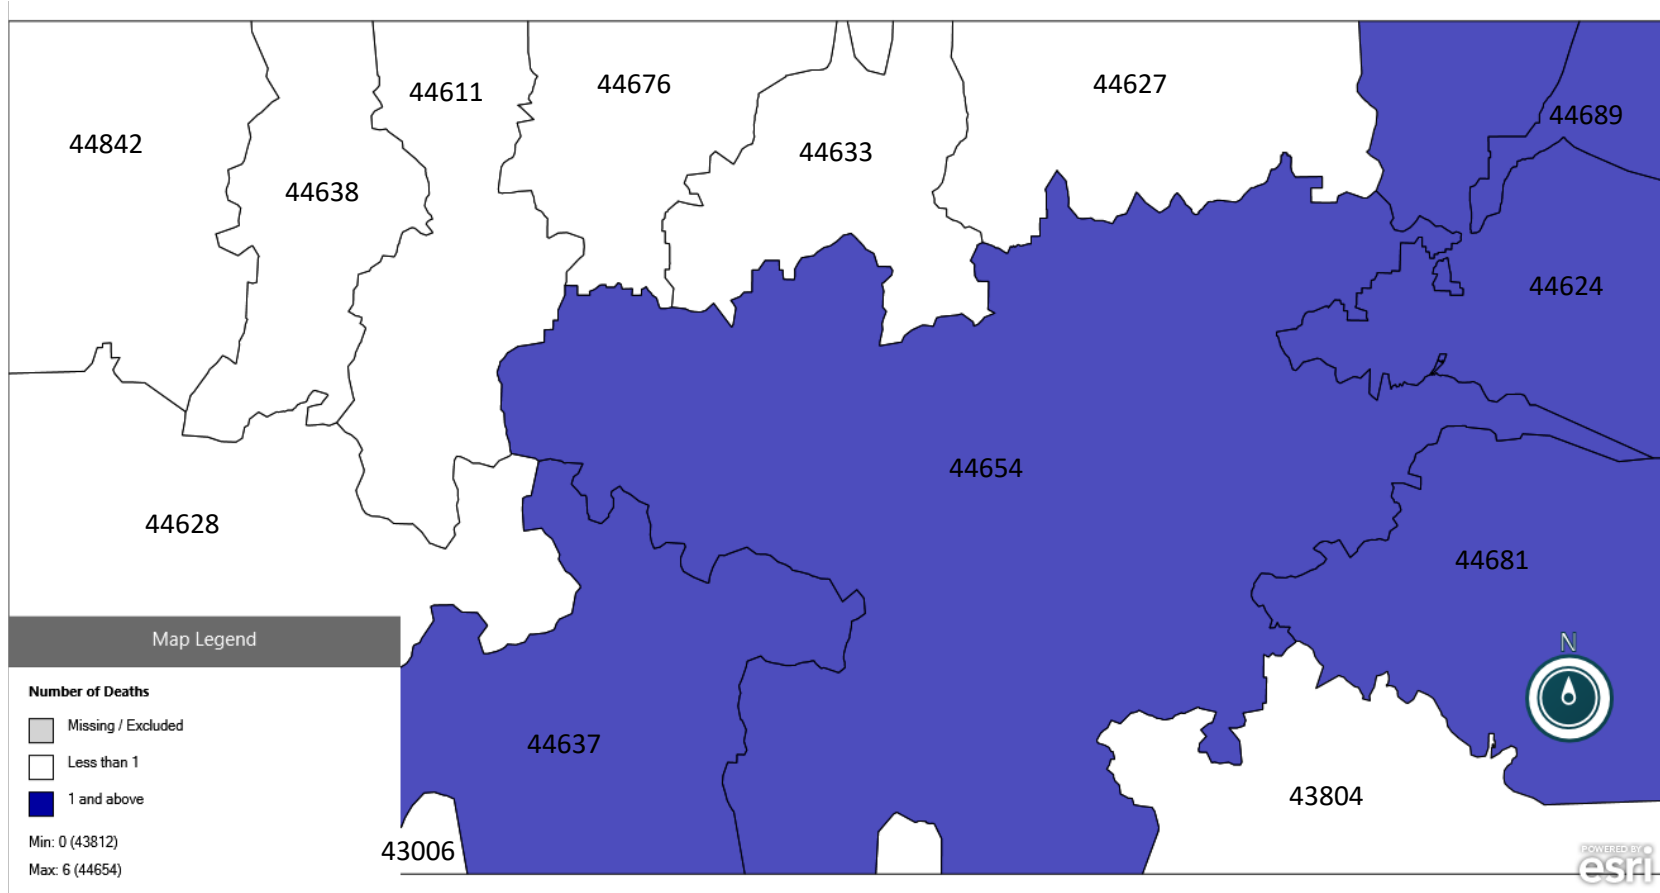 44611
44676
44627
44842
44689
44633
44638
44624
44654
44628
44681
Map Legend
N
Number of Deaths
Missing / Excluded
Less than 1
1 and above
Min: 0 (43812)
Max: 6 (44654)
44637
43804
43006
POWERED BY
esri